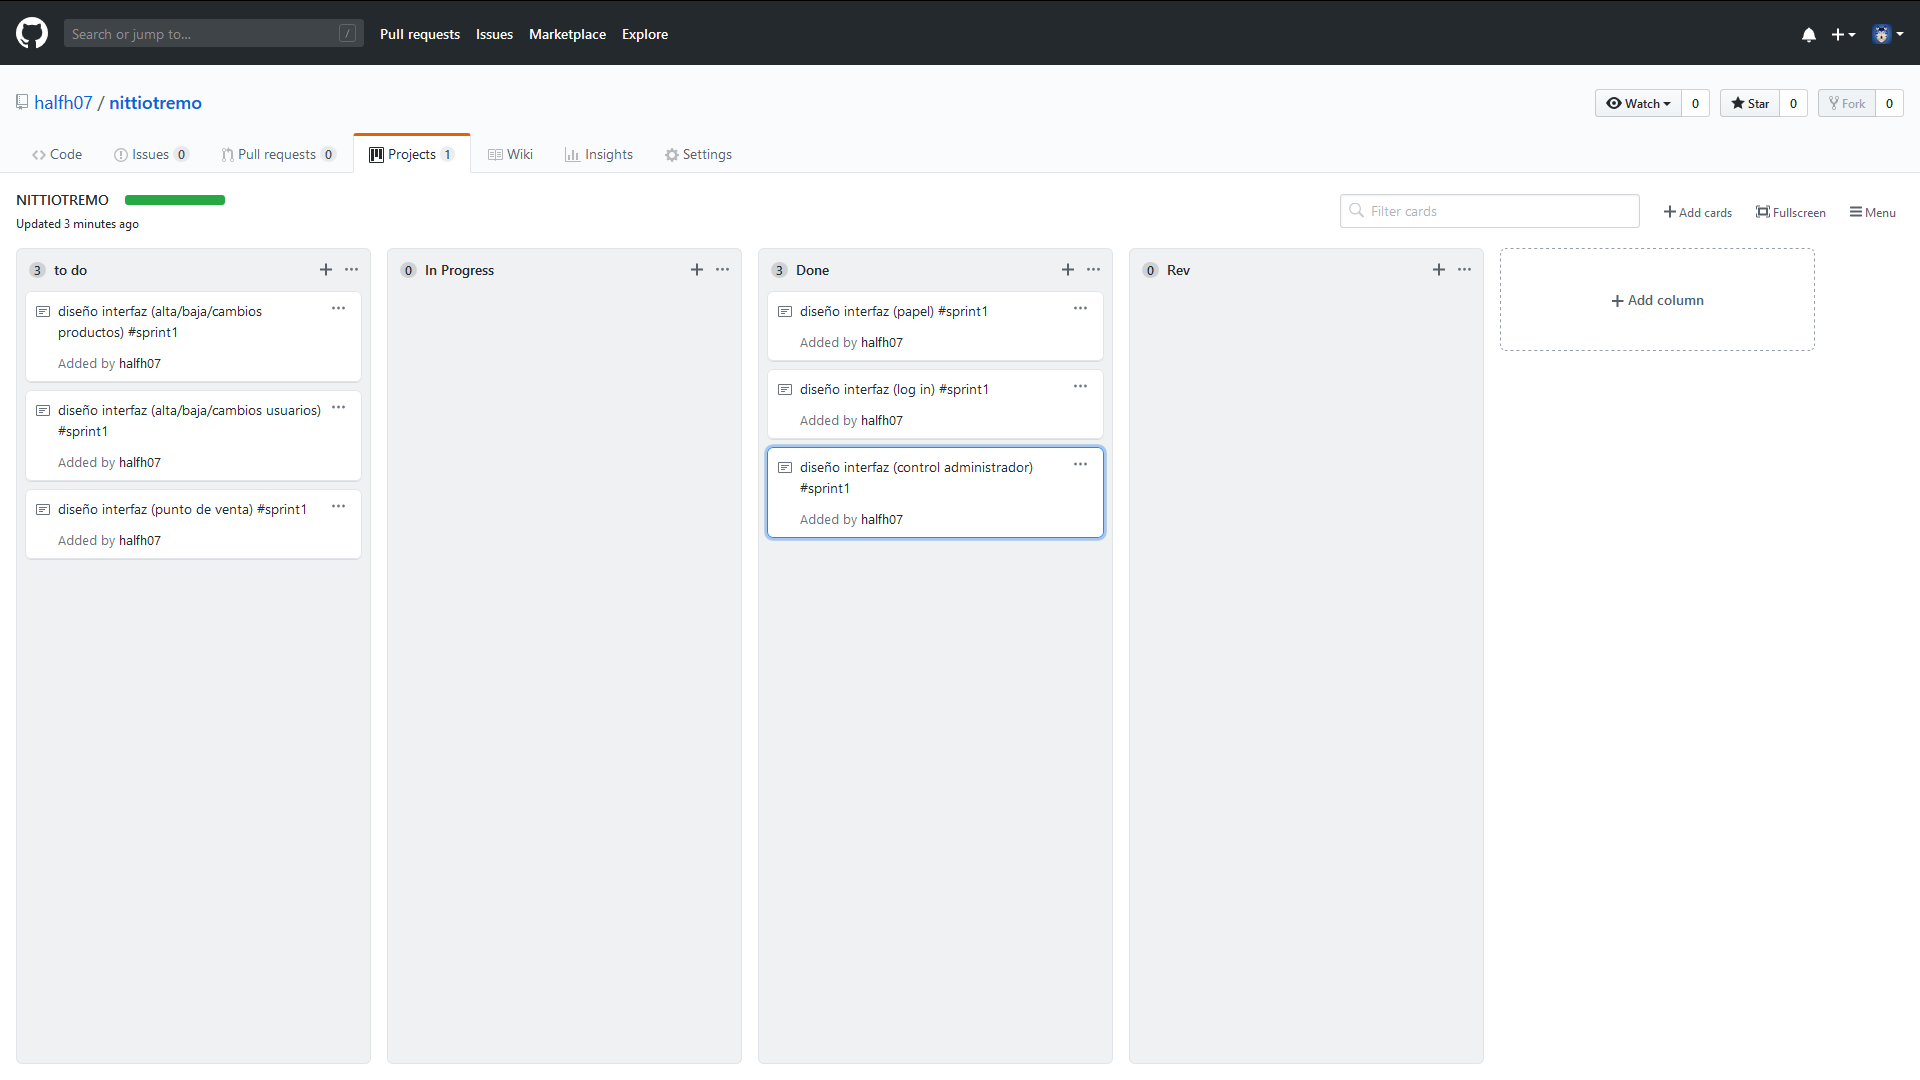 Search or jump to... /
Pull requests Issues Marketplace Explore
halfh07 / nittiotremo
Watch 0 Star 0 Fork 0
Code Issues 0 Pull requests 0 Projects 1 Wiki Insights Settings
NITTIOTREMO
Updated 3 minutes ago
Filter cards
Add cards Fullscreen Menu
3 to do
diseño interfaz (alta/baja/cambios
productos) #sprint1
Added by halfh07
diseño interfaz (alta/baja/cambios usuarios)
#sprint1
Added by halfh07
diseño interfaz (punto de venta) #sprint1
Added by halfh07
0 In Progress
3 Done
diseño interfaz (papel) #sprint1
Added by halfh07
diseño interfaz (log in) #sprint1
Added by halfh07
diseño interfaz (control administrador)
#sprint1
Added by halfh07
0 Rev
Add column